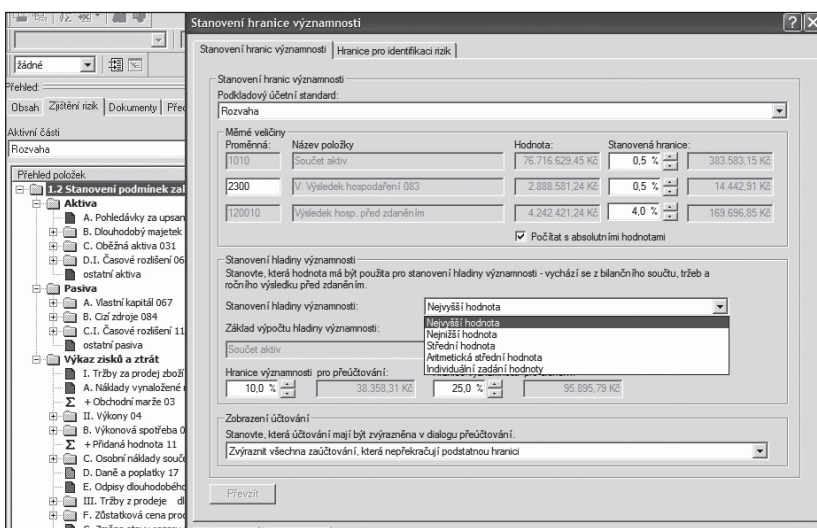 Stanovení hranice významnosti
žádné
Přehled:
Obsah Zjištění rizik Dokumenty
Aktivní části
Rozvaha
Přehled položek
1.2 Stanovení podmínek
Aktiva
A. Pohledávky za
B. Dlouhodobý majetek
C. Oběžná aktiva 031
D.I. Časové rozlišení
ostatní aktiva
Pasiva
A. Vlastní kapitál 067
B. Cizí zdroje 084
C.I. Časové rozlišení
ostatní pasiva
Výkaz zisků a ztrát
I. Tržby za prodej zboží
A. Náklady vynaložené
Σ + Obchodní marže 03
II. Výkony 04
B. Výkonová spotřeba
Σ + Přidaná hodnota 11
C. Osobní náklady
D. Daně a poplatky 17
E. Odpisy
III. Tržby z prodeje
F. Zůstatková cena
Stanovení hranic významnosti Hranice pro identifikaci rizik
Stanovení hranic významnosti
Podkladový účetní standard:
Rozvaha
Měrné veličiny
Proměnná: Název položky Hodnota: Stanovená hranice:
1010 Součet aktiv 76.716.629,45 Kč 0,5 % 383.583,15 Kč
2300 V. Výsledek hospodaření 083 2.888.581,24 Kč 0,5 % 14.442,91 Kč
120010 Výsledek hosp. před zdaněním 4.242.421,24 Kč 4,0 % 169.696,85 Kč
Počítat s absolutními hodnotami
Stanovení hladiny významnosti
Stanovte, která hodnota má být použita pro stanovení hladiny významnosti - vychází se z bilančního součtu, tržeb a
ročního výsledku před zdaněním.
Stanovení hladiny významnosti: Nejvyšší hodnota
Nejvyšší hodnota
Nejnižší hodnota
Střední hodnota
Aritmetická střední hodnota
Individuální zadání hodnoty
Základ výpočtu hladiny významnosti:
Součet aktiv
Hranice významnosti pro přeúčtování:
10,0 % 38.358,31 Kč 25,0 % 95.895,79 Kč
Zobrazení účtování
Stanovte, která účtování mají být zvýrazněna v dialogu přeúčtování.
Zvýraznit všechna zaúčtování, která nepřekračují podstatnou hranici
Převzít